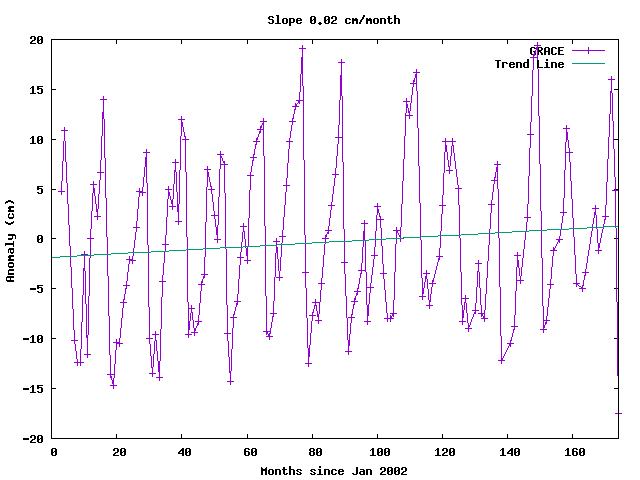 Slope 0.02 cm/month
GRACE
Trend Line
20
15
10
5
0
-5
-10
-15
-20
Anomaly (cm)
0 20 40 60 80 100 120 140 160
Months since Jan 2002